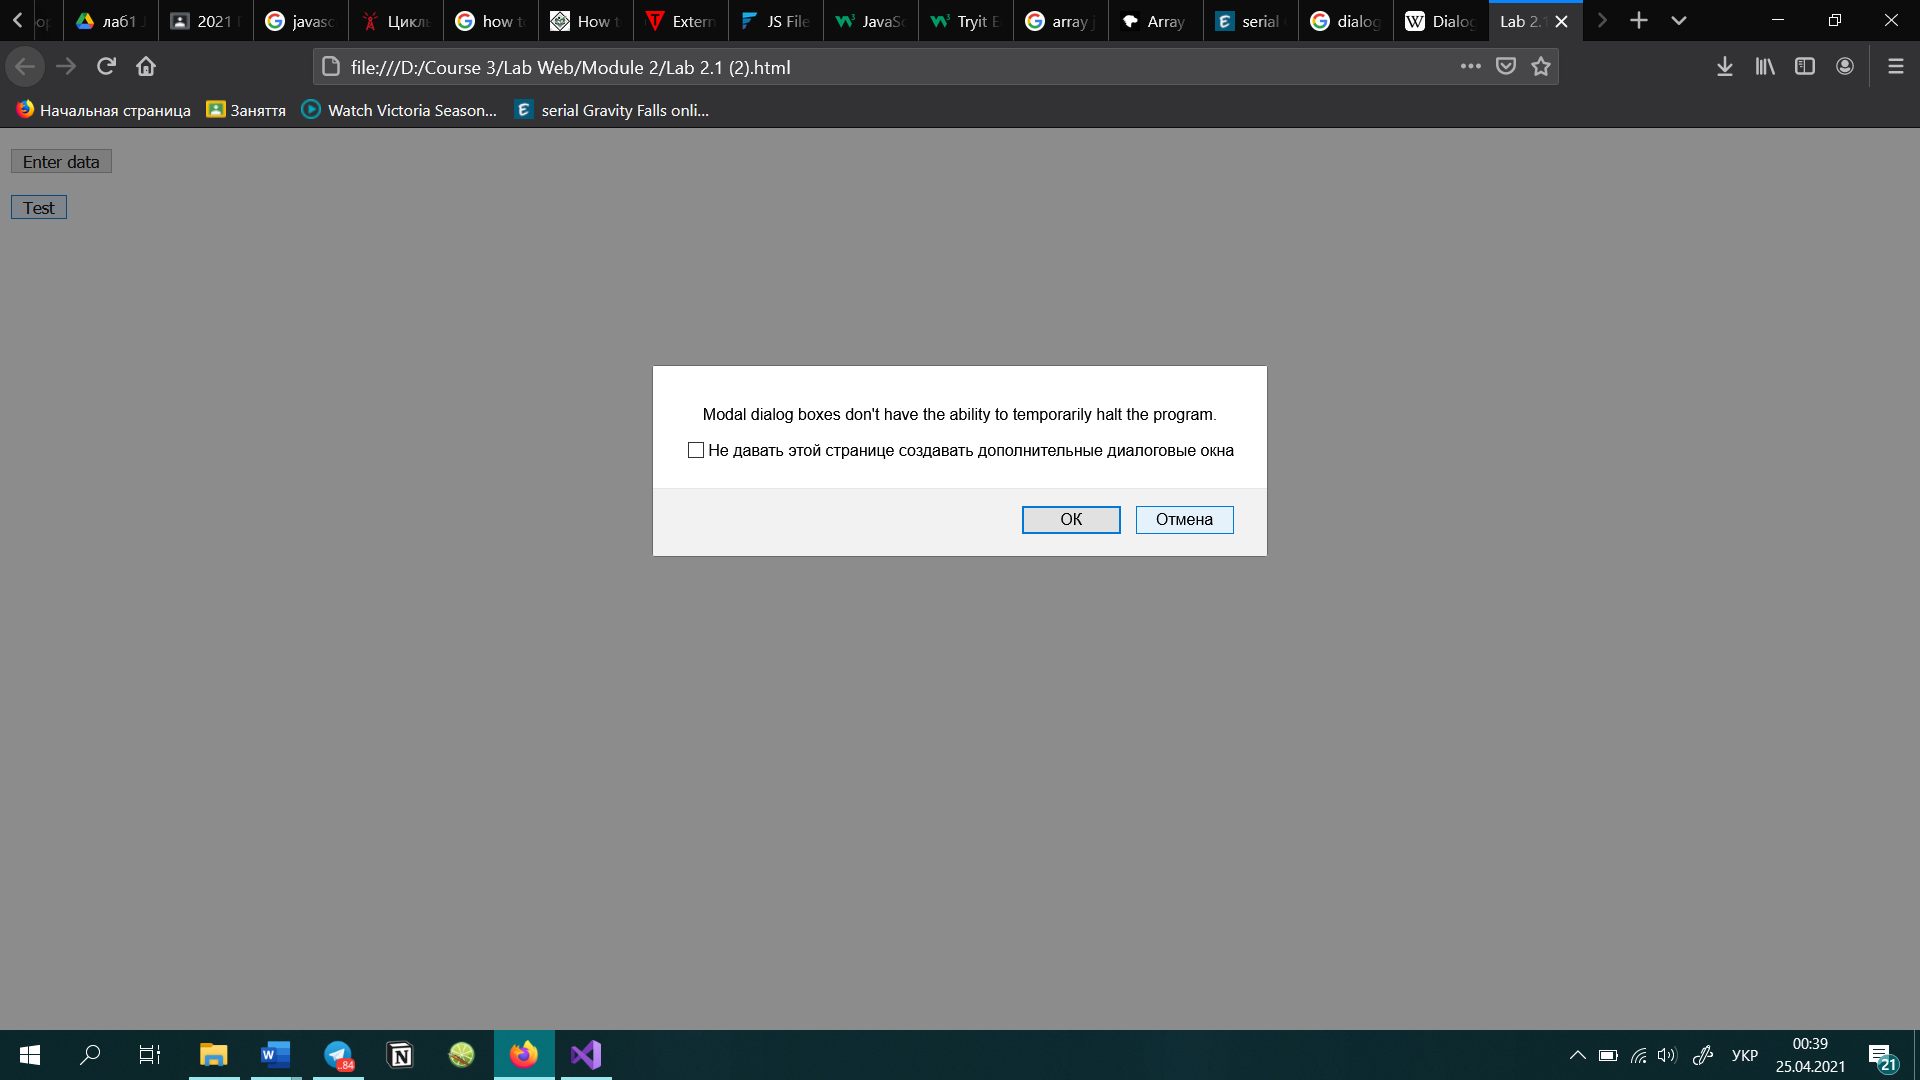 лаб1
2021
javasc
Цикл
how to
How t
Extern
JS File
JavaSc
Tryit E
array j
Array
serial
dialog
Dialog
Lab 2.1
file:///D:/Course 3/Lab Web/Module 2/Lab 2.1 (2).html
Начальная страница
Заняття
Watch Victoria Season...
serial Gravity Falls onli...
Enter data
Test
Modal dialog boxes don't have the ability to temporarily halt the program.
Не давать этой странице создавать дополнительные диалоговые окна
ОК
Отмена
..84
УКР
00:39
25.04.2021
21